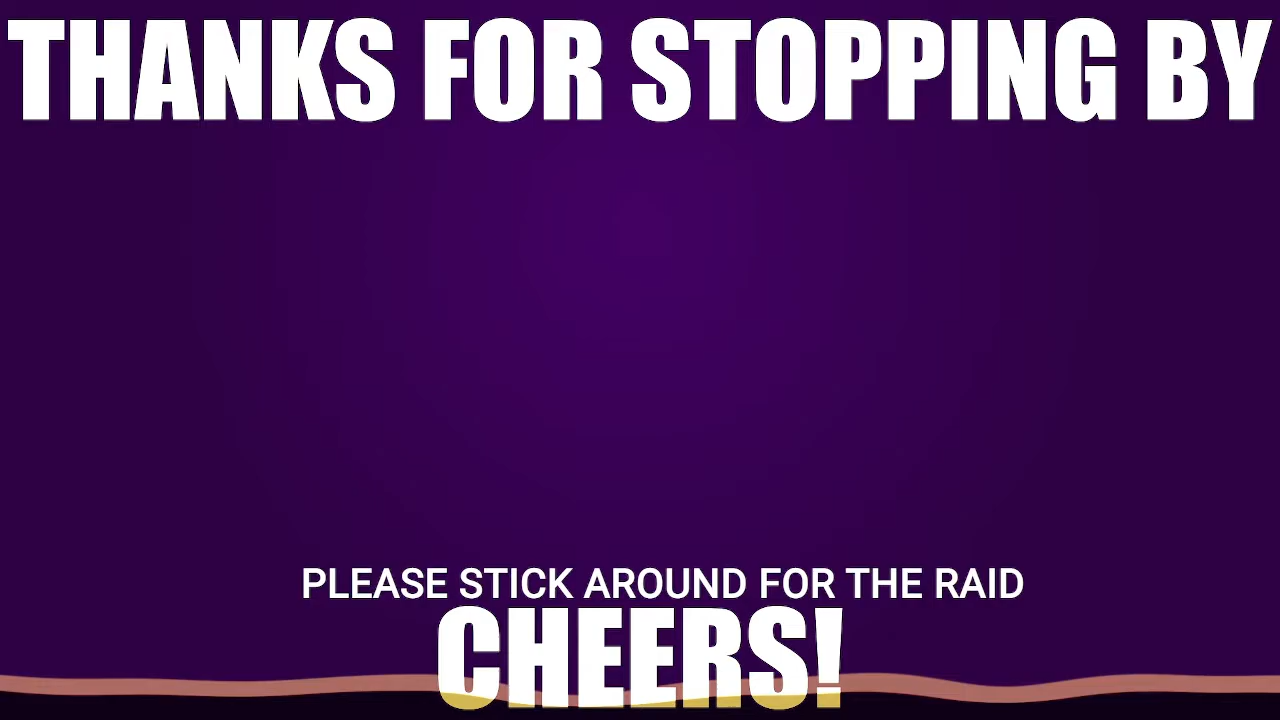 THANKS FOR STOPPING BY
PLEASE STICK AROUND FOR THE RAID
CHEERS!